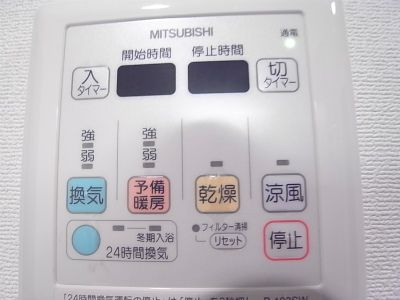 MITSUBISHI
通電
開始時間
停止時間
入
タイマー
切
タイマー
強
弱
強
弱
換気
予備
暖房
乾燥
涼風
冬期入浴
24時間換気
フィルター清掃
リセット
停止